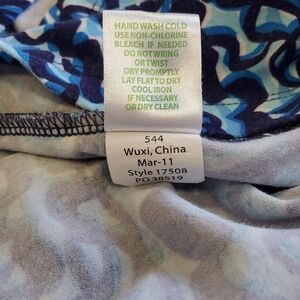 HAND WASH COLD
USE NON-CHLORINE
BLEACH IF NEEDED
DO NOT WRING
OR TWIST
DRY PROMPTLY
LAY FLAT TO DRY
COOL IRON
IF NECESSARY
OR DRY CLEAN
544
Wuxi, China
Mar-11
Style 17508
PO 38519